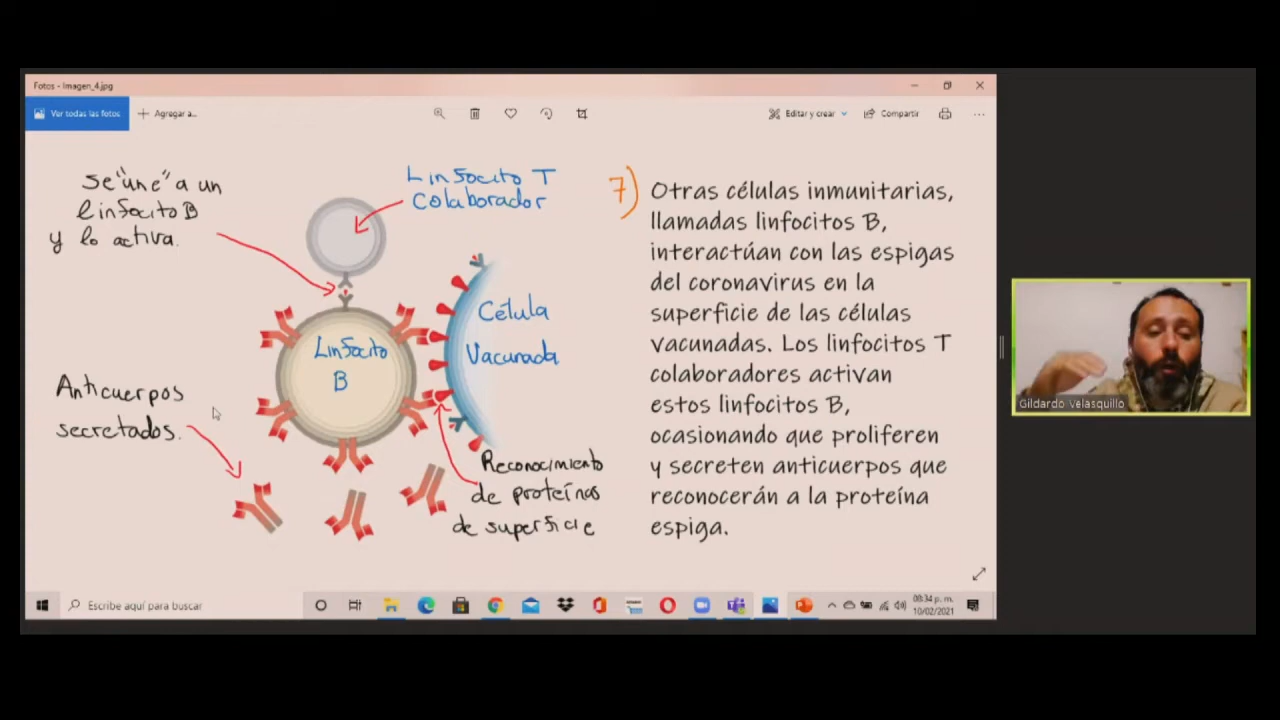 Fotos - Imagen_4.jpg
Ver todas las fotos
Agregar a...
Editar y crear
Compartir
se "une" a un
linfocito B
y lo activa.
Linfocito T
Colaborador
Linfocito
B
Célula
Vacunada
Anticuerpos
secretados.
Reconocimiento
de proteínas
de superficie
7)
Otras células inmunitarias,
llamadas linfocitos B,
interactúan con las espigas
del coronavirus en la
superficie de las células
vacunadas. Los linfocitos T
colaboradores activan
estos linfocitos B,
ocasionando que proliferen
y secreten anticuerpos que
reconocerán a la proteína
espiga.
Gildardo Velasquillo
Escribe aquí para buscar
08:34 p. m.
10/02/2021